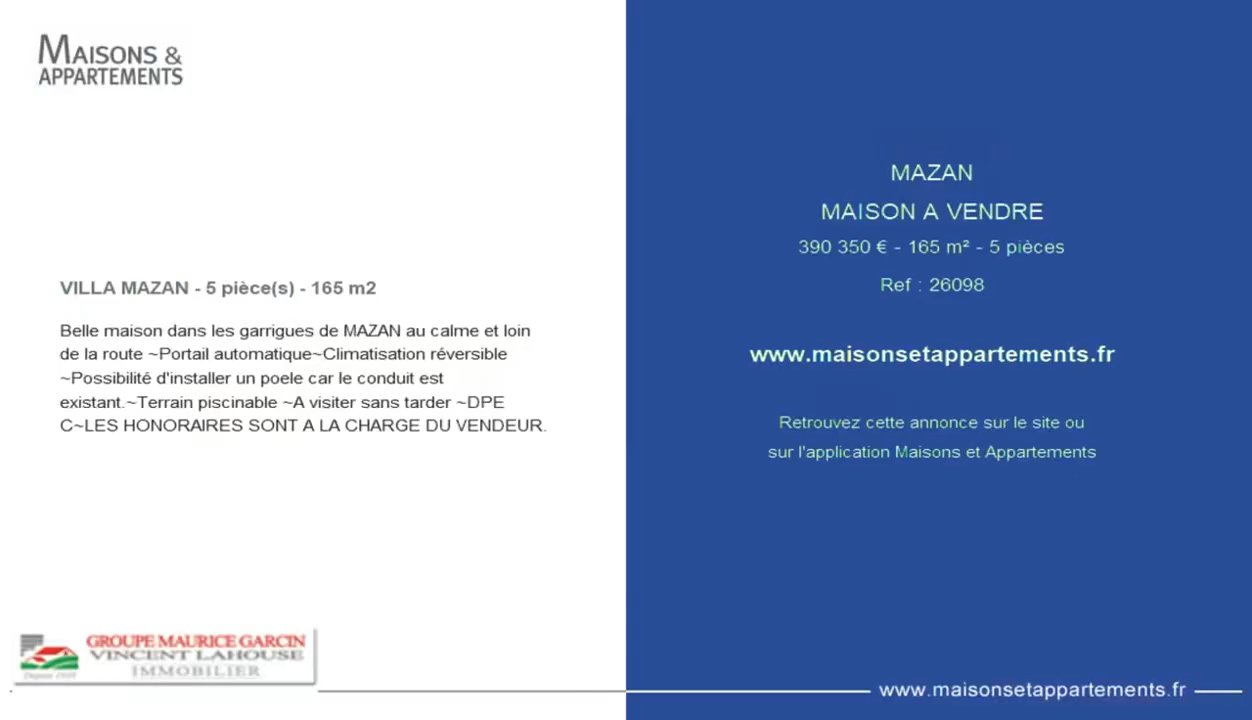 MAISONS &
APPARTEMENTS
VILLA MAZAN - 5 pièce(s) - 165 m2
Belle maison dans les garrigues de MAZAN au calme et loin
de la route ~Portail automatique~Climatisation réversible
~Possibilité d'installer un poele car le conduit est
existant.~Terrain piscinable ~A visiter sans tarder ~DPE
C~LES HONORAIRES SONT A LA CHARGE DU VENDEUR.
GROUPE MAURICE GARCIN
VINCENT LAHOUSE
IMMOBILIER
MAZAN
MAISON A VENDRE
390 350 € - 165 m² - 5 pièces
Ref : 26098
www.maisonsetappartements.fr
Retrouvez cette annonce sur le site ou
sur l'application Maisons et Appartements
www.maisonsetappartements.fr